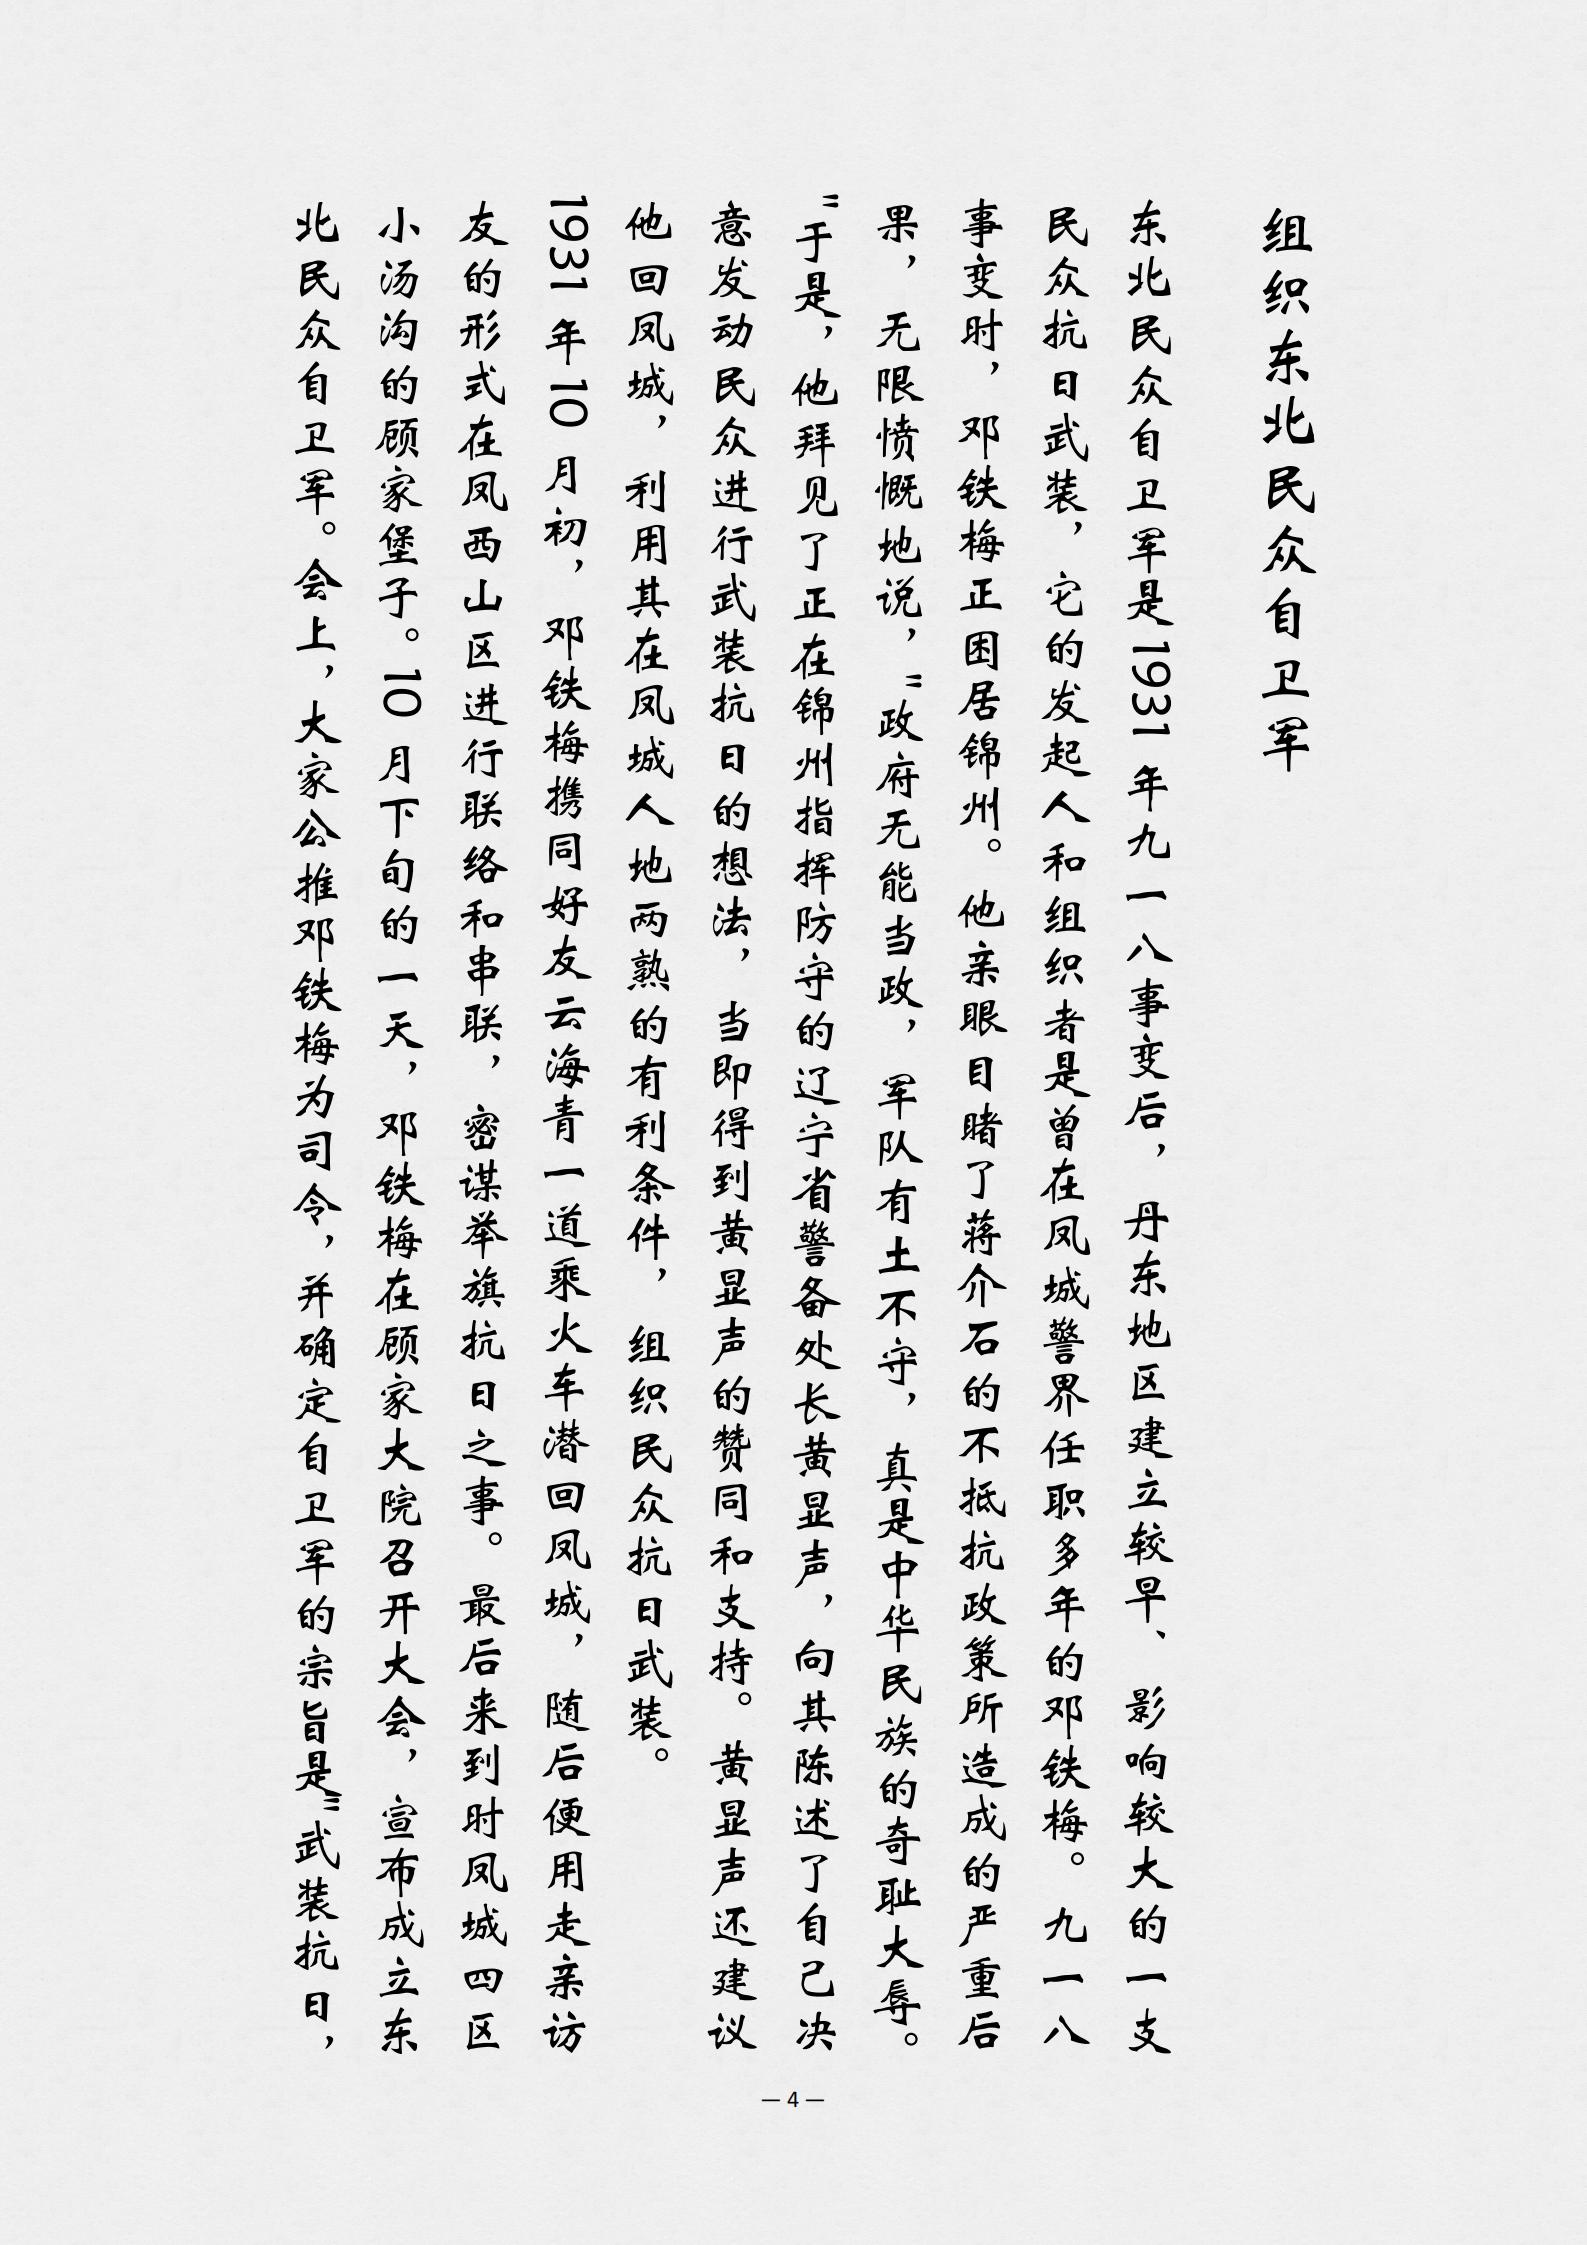 组织东北民众自卫军
东北民众自卫军是1931年九一八事变后，丹东地区建立较早、影响较大的一支
民众抗日武装，它的发起人和组织者是曾在凤城警界任职多年的邓铁梅。九一八
事变时，邓铁梅正困居锦州。他亲眼目睹了蒋介石的不抵抗政策所造成的严重后
果，无限愤慨地说，"政府无能当政，军队有土不守，真是中华民族的奇耻大辱。
"于是，他拜见了正在锦州指挥防守的辽宁省警备处长黄显声，向其陈述了自己决
意发动民众进行武装抗日的想法，当即得到黄显声的赞同和支持。黄显声还建议
他回凤城，利用其在凤城人地两熟的有利条件，组织民众抗日武装。
1931年10月初，邓铁梅携同好友云海青一道乘火车潜回凤城，随后便用走亲访
友的形式在凤西山区进行联络和串联，密谋举旗抗日之事。最后来到时凤城四区
小汤沟的顾家堡子。10月下旬的一天，邓铁梅在顾家大院召开大会，宣布成立东
北民众自卫军。会上，大家公推邓铁梅为司令，并确定自卫军的宗旨是"武装抗日，
— 4 —